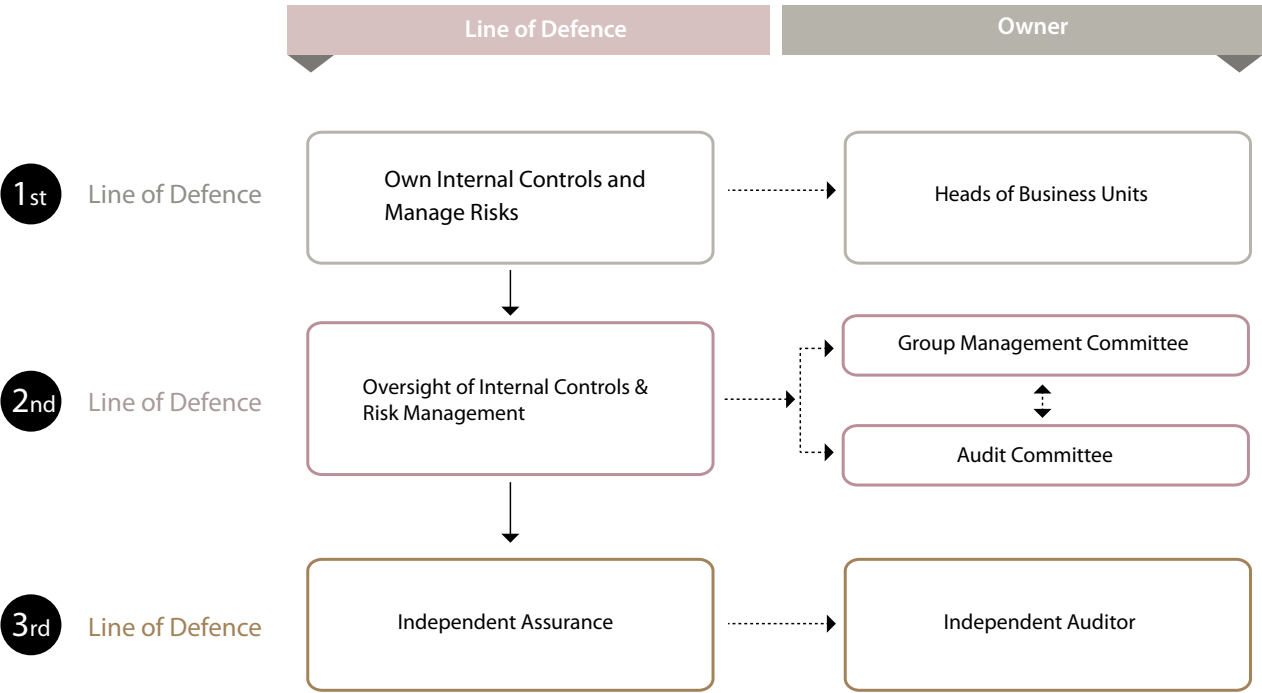 Line of Defence
Owner
1st
Line of Defence
Own Internal Controls and
Manage Risks
Heads of Business Units
2nd
Line of Defence
Oversight of Internal Controls &
Risk Management
Group Management Committee
Audit Committee
3rd
Line of Defence
Independent Assurance
Independent Auditor